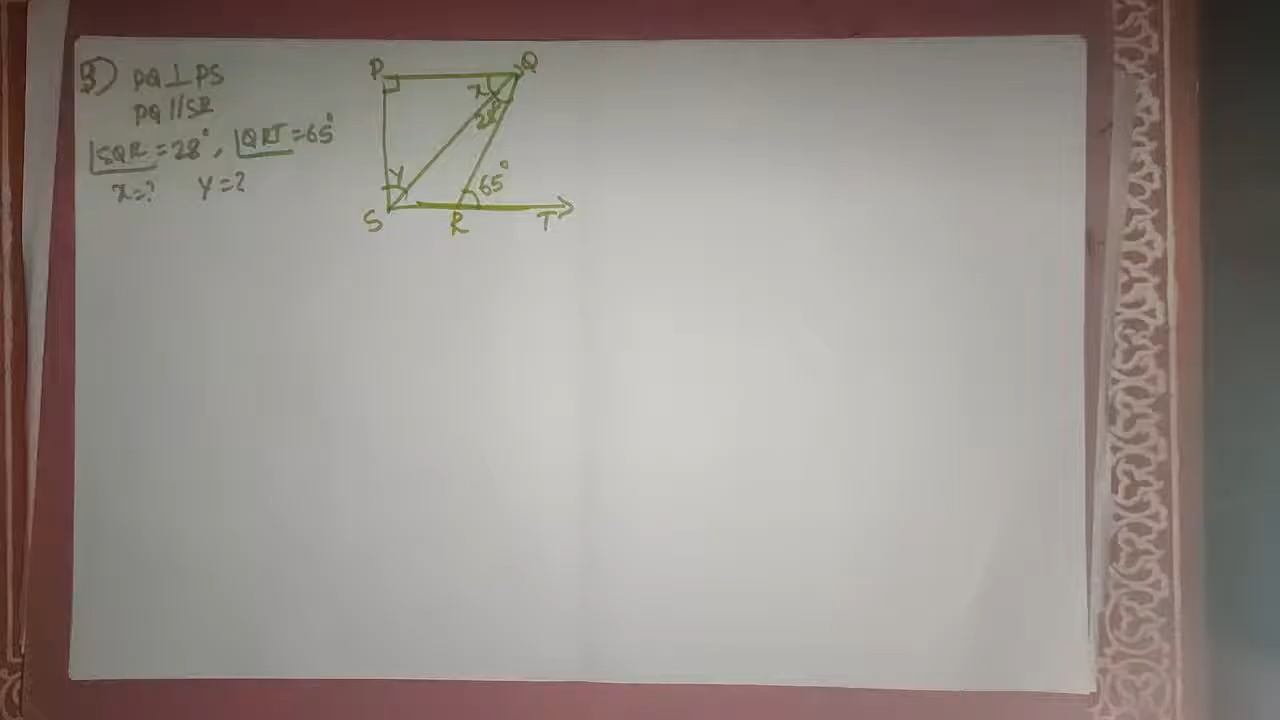 5) PQ ⊥ PS
PQ // SR
∠SQR = 28°, ∠QRT = 65°
x=? y=?
P Q
x
28°
y 65°
S R T